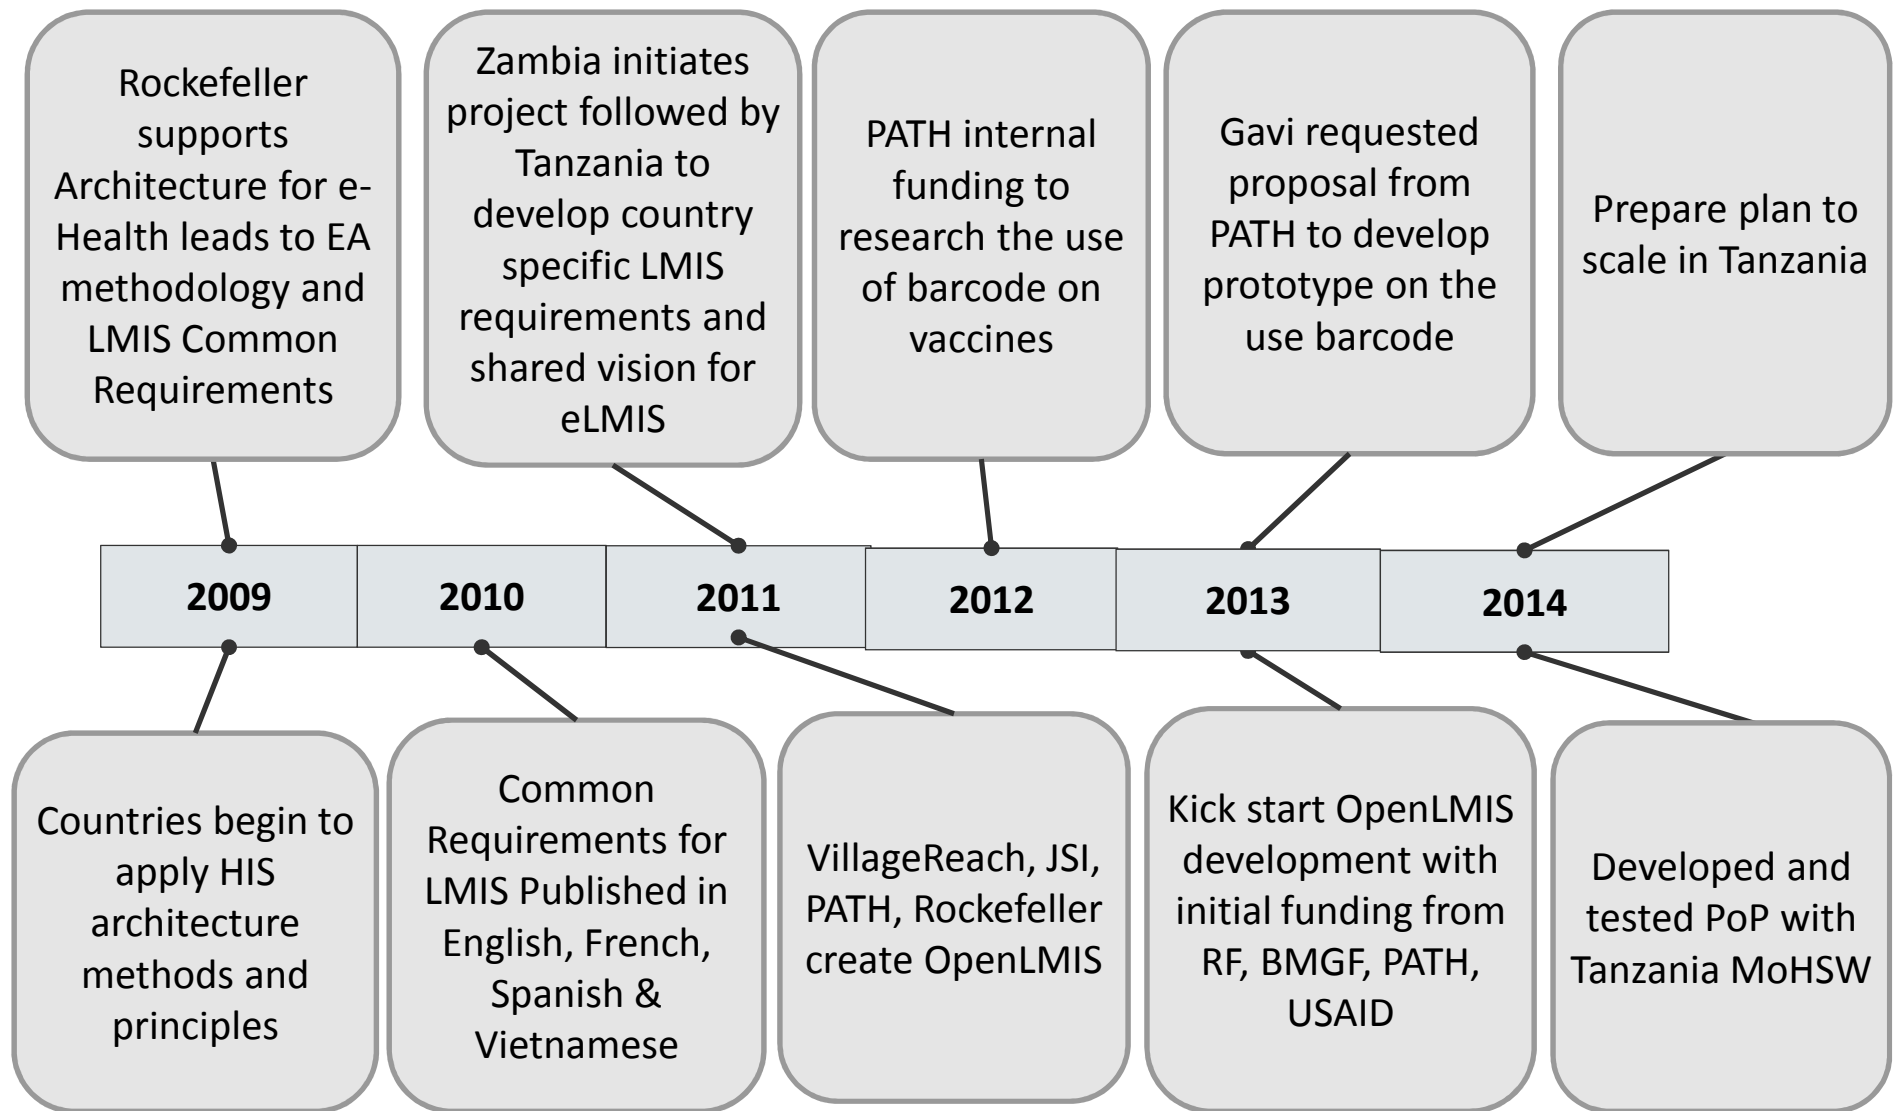 Rockefeller
supports
Architecture for e-
Health leads to EA
methodology and
LMIS Common
Requirements
Zambia initiates
project followed by
Tanzania to
develop country
specific LMIS
requirements and
shared vision for
eLMIS
PATH internal
funding to
research the use
of barcode on
vaccines
Gavi requested
proposal from
PATH to develop
prototype on the
use barcode
Prepare plan to
scale in Tanzania
2009
2010
2011
2012
2013
2014
Countries begin to
apply HIS
architecture
methods and
principles
Common
Requirements for
LMIS Published in
English, French,
Spanish &
Vietnamese
VillageReach, JSI,
PATH, Rockefeller
create OpenLMIS
Kick start OpenLMIS
development with
initial funding from
RF, BMGF, PATH,
USAID
Developed and
tested PoP with
Tanzania MoHSW